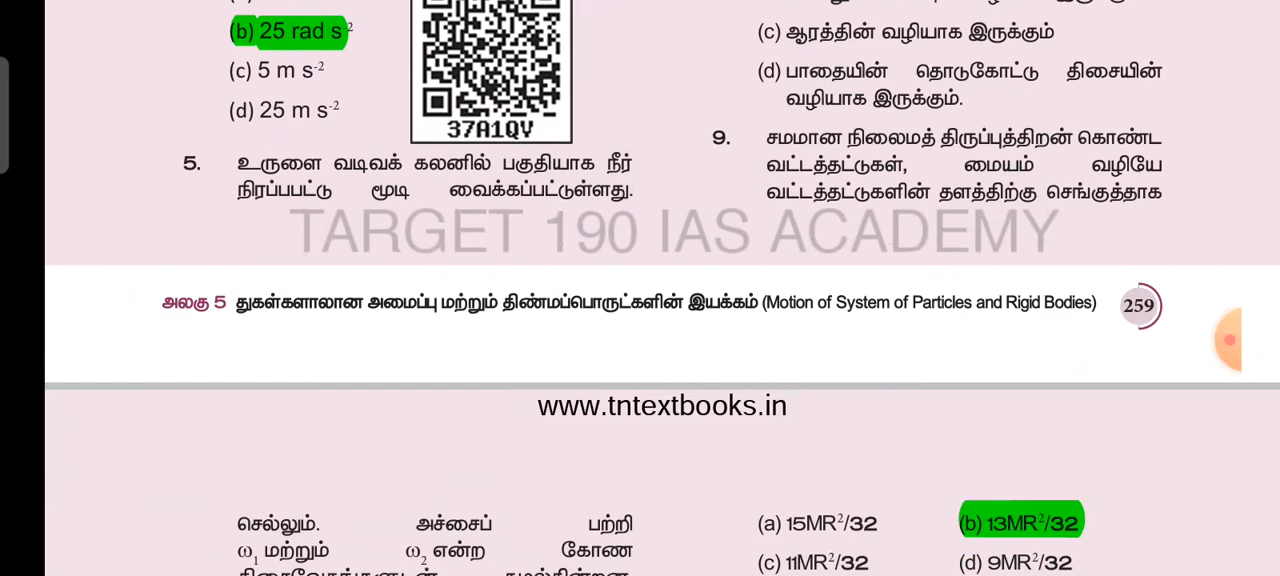 (b) 25 rad s-2
(c) 5 m s-2
(d) 25 m s-2
37A1QV
5. உருளை வடிவக் கலனில் பகுதியாக நீர்
நிரப்பபட்டு மூடி வைக்கப்பட்டுள்ளது.
(c) ஆரத்தின் வழியாக இருக்கும்
(d) பாதையின் தொடுகோட்டு திசையின்
வழியாக இருக்கும்.
9. சமமான நிலைமத் திருப்புத்திறன் கொண்ட
வட்டத்தட்டுகள், மையம் வழியே
வட்டத்தட்டுகளின் தளத்திற்கு செங்குத்தாக
TARGET 190 IAS ACADEMY
அலகு 5 துகள்களாலான அமைப்பு மற்றும் திண்மப்பொருட்களின் இயக்கம் (Motion of System of Particles and Rigid Bodies) 259
www.tntextbooks.in
செல்லும். அச்சைப் பற்றி
ω1 மற்றும் ω2 என்ற கோண
(a) 15MR2/32 (b) 13MR2/32
(c) 11MR2/32 (d) 9MR2/32